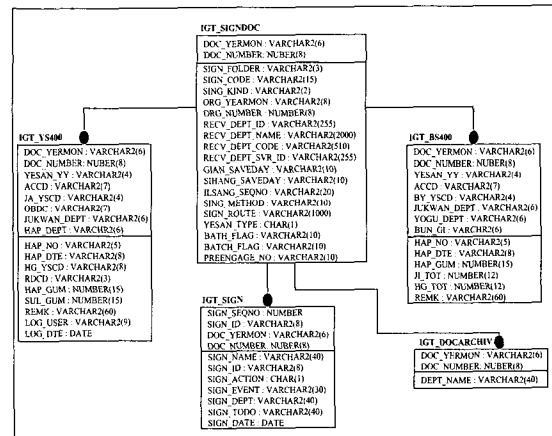 IGT_SIGNDOC
DOC_YERMON : VARCHAR2(6)
DOC_NUMBER: NUBER(8)
SIGN_FOLDER : VARCHAR2(3)
SIGN_CODE : VARCHAR2(15)
SING_KIND : VARCHAR2(2)
ORG_YEARMON : VARCHAR2(8)
ORG_NUMBER : NUMBER(8)
RECV_DEPT_ID : VARCHAR2(255)
RECV_DEPT_NAME : VARCHAR2(2000)
RECV_DEPT_CODE : VARCHAR2(510)
RECV_DEPT_SVR_ID : VARCHAR2(255)
GIAN_SAVEDAY : VARCHAR2(10)
SIHANG_SAVEDAY : VARCHAR2(10)
ILSANG_SEQNO : VARCHAR2(20)
SING_METHOD : VARCHAR2(10)
SIGN_ROUTE : VARCHAR2(1000)
YESAN_TYPE : CHAR(1)
BATH_FLAG : VARCHAR2(10)
BATCH_FLAG : VARCHAR2(10)
PREENGAGE_NO : VARCHAR2(10)
IGT_YS400
DOC_YERMON : VARCHAR2(6)
DOC_NUMBER : NUBER(8)
YESAN_YY : VARCHAR2(4)
ACCD : VARCHAR2(7)
JA_YSCD : VARCHAR2(4)
OBDC : VARCHAR2(7)
JUKWAN_DEPT : VARCHAR2(6)
HAP_DEPT : VARCHAR2(6)
HAP_NO : VARCHAR2(5)
HAP_DTE : VARCHAR2(8)
HG_YSCD : VARCHAR2(4)
RDCD : VARCHAR2(3)
HAP_GUM : NUMBER(15)
SUL_GUM : NUMBER(15)
REMK : VARCHAR2(60)
LOG_USER : VARCHAR2(9)
LOG_DTE : DATE
IGT_BS400
DOC_YERMON : VARCHAR2(6)
DOC_NUMBER: NUBER(8)
YESAN_YY : VARCHAR2(4)
ACCD : VARCHAR2(7)
BY_YSCD : VARCHAR2(4)
JUKWAN_DEPT : VARCHAR2(6)
YOGU_DEPT : VARCHAR2(6)
BUN_GI : VARCHAR2(6)
HAP_NO : VARCHAR2(5)
HAP_DTE : VARCHAR2(8)
HAP_GUM : NUMBER(15)
JI_TOT : NUMBER(12)
HG_TOT : NUMBER(12)
REMK : VARCHAR2(60)
IGT_SIGN
SIGN_SEQNO : NUMBER
SIGN_ID : VARCHAR2(8)
DOC_YERMON : VARCHAR2(6)
DOC_NUMBER: NUBER(8)
SIGN_NAME : VARCHAR2(40)
SIGN_ID : VARCHAR2(8)
SIGN_ACTION : CHAR(1)
SIGN_EVENT : VARCHAR2(30)
SIGN_DEPT : VARCHAR2(40)
SIGN_TODO : VARCHAR2(40)
SIGN_DATE : DATE
IGT_DOCARCHIV
DOC_YERMON : VARCHAR2(6)
DOC_NUMBER: NUBER(8)
DEPT_NAME : VARCHAR2(40)